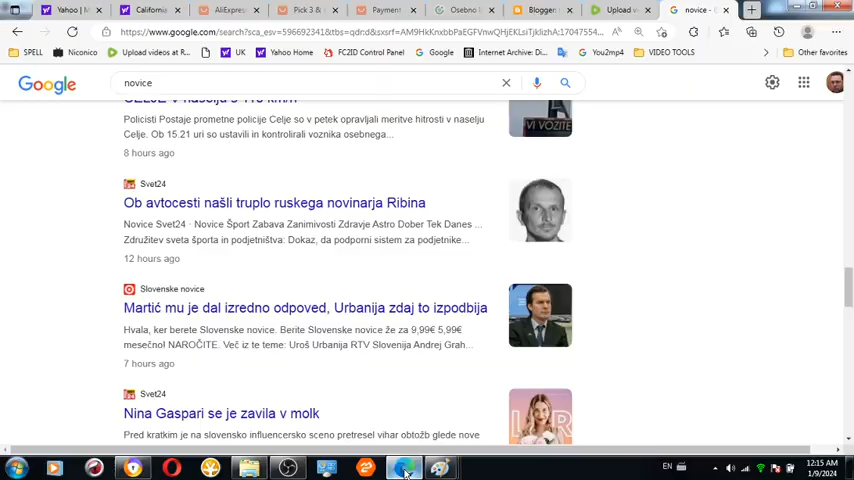 Yahoo | M
California
AliExpres
Pick 3 &
Payment
Osebno
Blogger:
Upload v
novice -
https://www.google.com/search?sca_esv=596692341&tbs=qdr:d&sxsrf=
SPELL
Niconico
Upload videos at R...
UK
Yahoo Home
FC2ID Control Panel
Google
Internet Archive: Di...
You2mp4
VIDEO TOOLS
Other favorites
Google
novice
Policisti Postaje prometne policije Celje so v petek opravljali meritve hitrosti v naselju
Celje. Ob 15.21 uri so ustavili in kontrolirali voznika osebnega...
VI VOZITE
8 hours ago
Svet24
Ob avtocesti našli truplo ruskega novinarja Ribina
Novice Svet24 · Novice Šport Zabava Zanimivosti Zdravje Astro Dober Tek Danes ...
Združitev sveta športa in podjetništva: Dokaz, da podporni sistem za podjetnike...
12 hours ago
Slovenske novice
Martić mu je dal izredno odpoved, Urbanija zdaj to izpodbija
Hvala, ker berete Slovenske novice. Berite Slovenske novice že za 9,99€ 5,99€
mesečno! NAROČITE. Več iz te teme: Uroš Urbanija RTV Slovenija Andrej Grah...
7 hours ago
Svet24
Nina Gaspari se je zavila v molk
Pred kratkim je na slovensko influencersko sceno pretresel vihar obtožb glede nove
EN
12:15 AM
1/9/2024